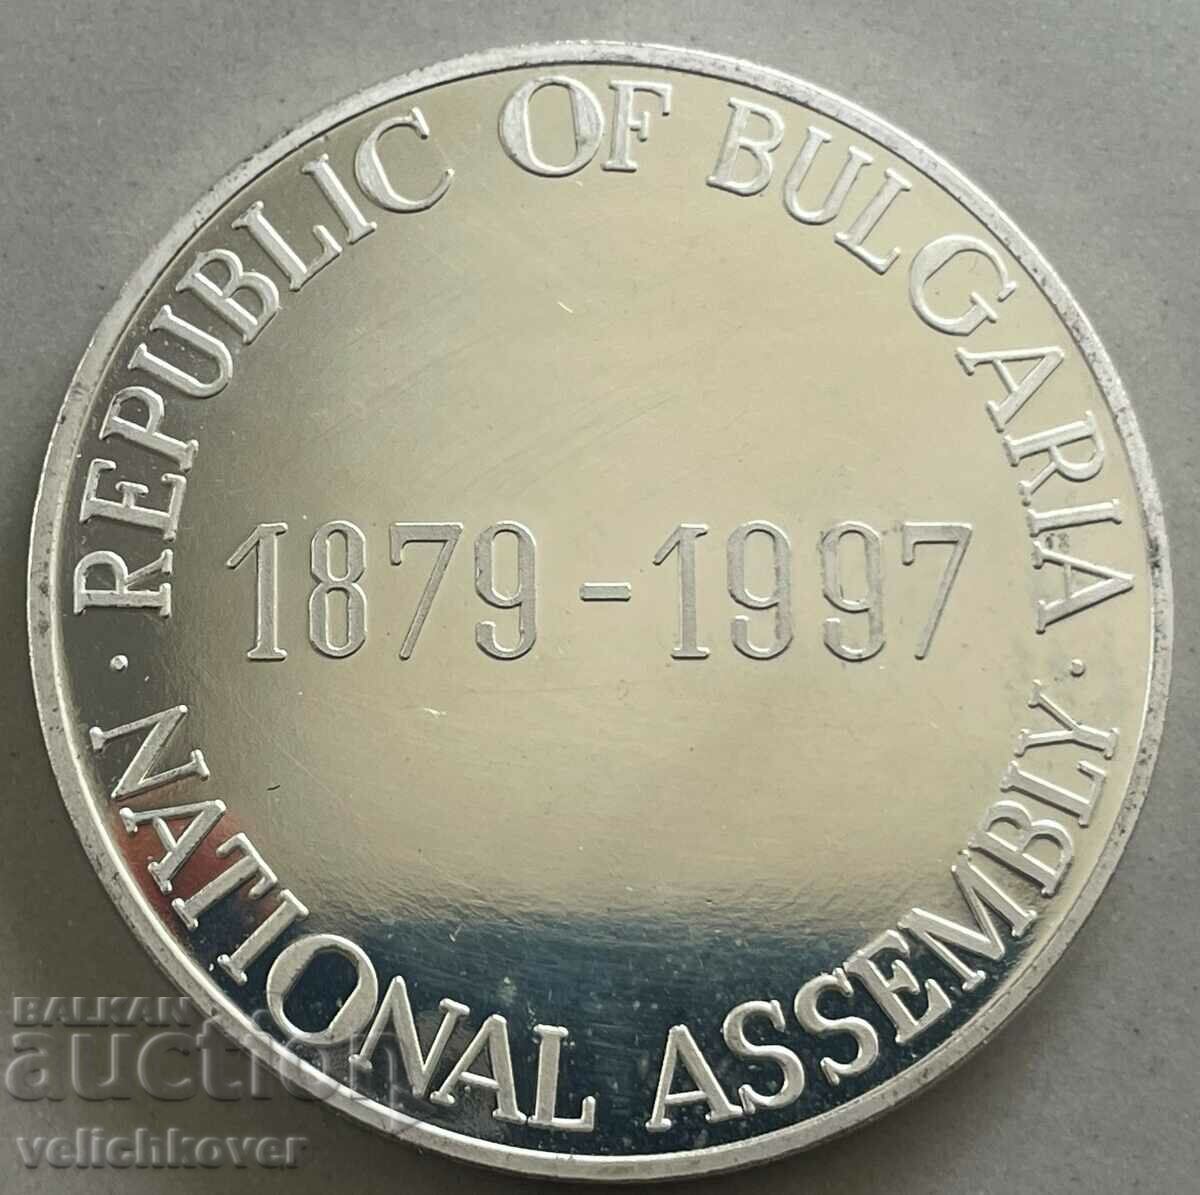 REPUBLIC OF BULGARIA
1879-1997
· NATIONAL ASSEMBLY ·
BALKAN
auction
velichkover